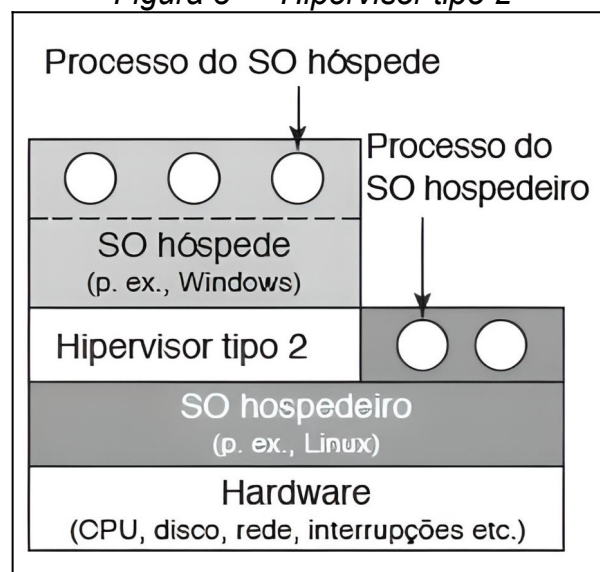 Figura 3 — Hipervisor tipo 2
Processo do SO hóspede
Processo do
SO hospedeiro
SO hóspede
(p. ex., Windows)
Hipervisor tipo 2
SO hospedeiro
(p. ex., Linux)
Hardware
(CPU, disco, rede, interrupções etc.)